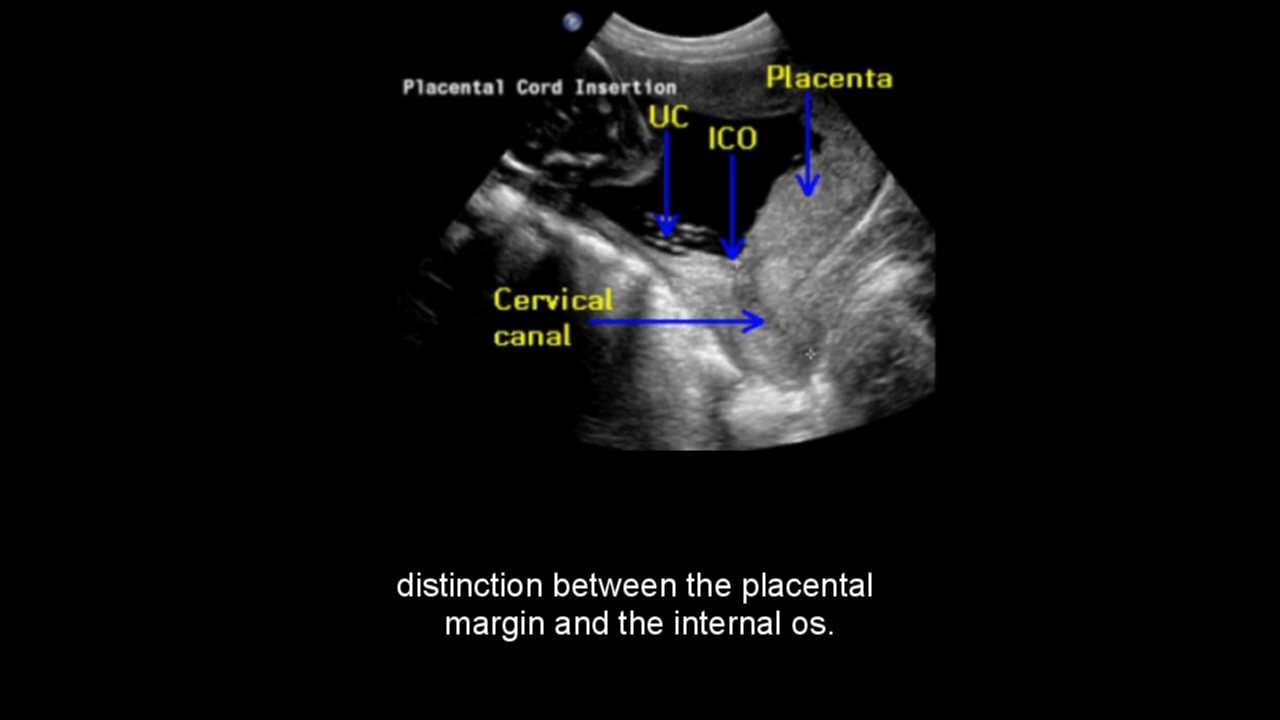 Placental Cord Insertion
Placenta
UC
ICO
Cervical
canal
distinction between the placental
margin and the internal os.